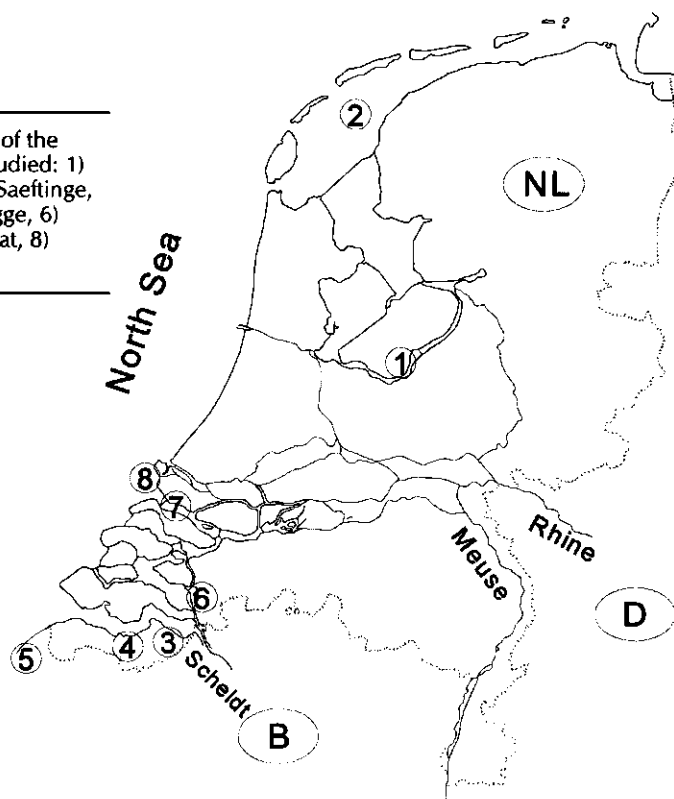 of the
udied: 1)
Saeftinge,
gge, 6)
at, 8)
North Sea
NL
D
B
Rhine
Meuse
Scheldt
1
2
3
4
5
6
7
8